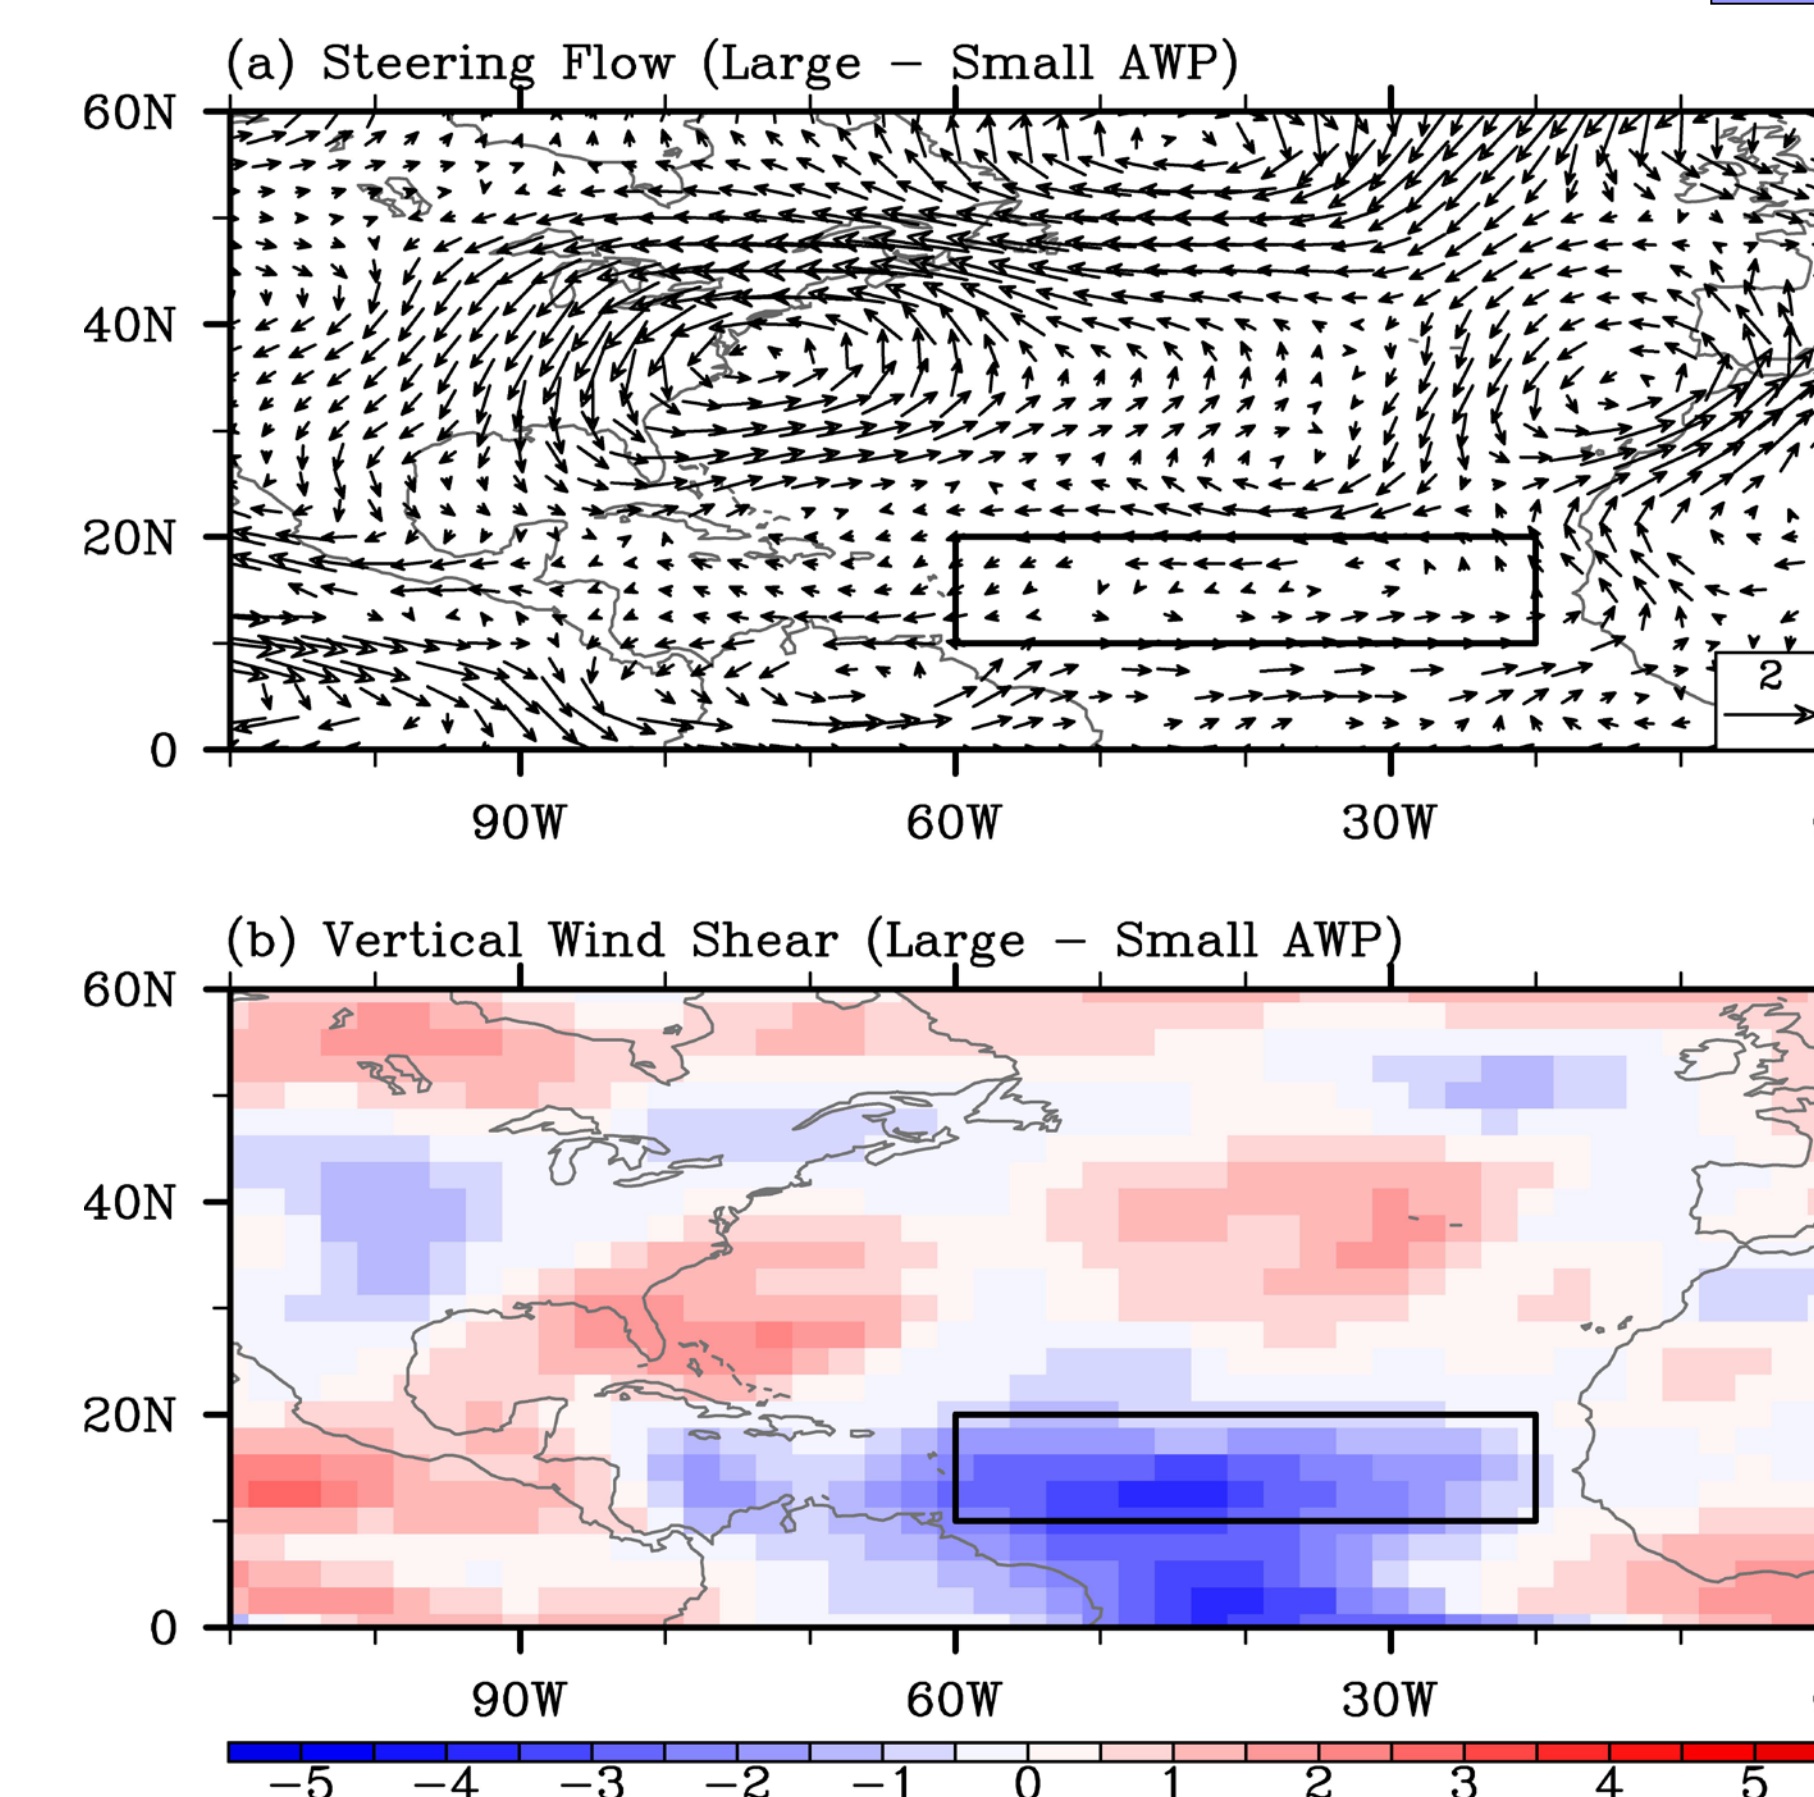 (a) Steering Flow (Large − Small AWP)
60N
40N
20N
0
2
90W 60W 30W
(b) Vertical Wind Shear (Large − Small AWP)
60N
40N
20N
0
90W 60W 30W
−5 −4 −3 −2 −1 0 1 2 3 4 5